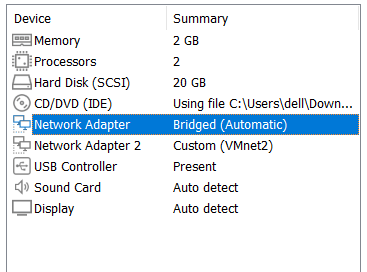 Device Summary
Memory 2 GB
Processors 2
Hard Disk (SCSI) 20 GB
CD/DVD (IDE) Using file C:\Users\dell\Down...
Network Adapter Bridged (Automatic)
Network Adapter 2 Custom (VMnet2)
USB Controller Present
Sound Card Auto detect
Display Auto detect